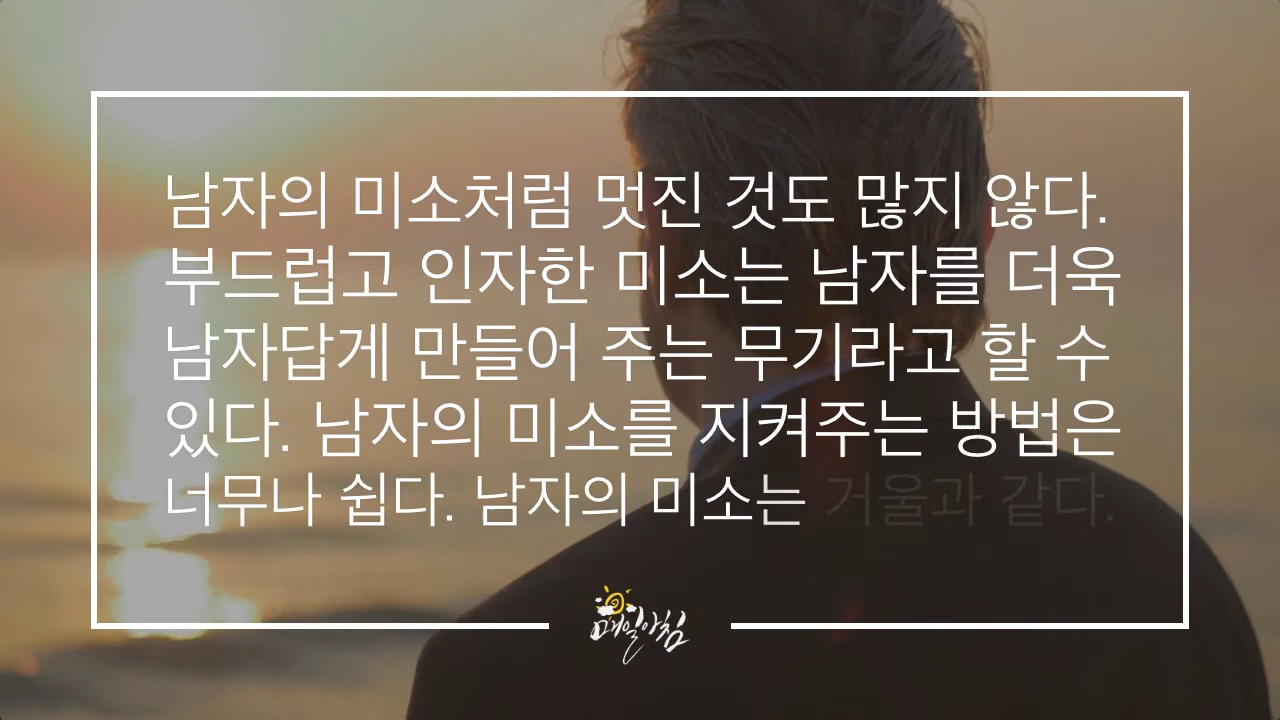 남자의 미소처럼 멋진 것도 많지 않다.
부드럽고 인자한 미소는 남자를 더욱
남자답게 만들어 주는 무기라고 할 수
있다. 남자의 미소를 지켜주는 방법은
너무나 쉽다. 남자의 미소는 거울과 같다.
매일아침